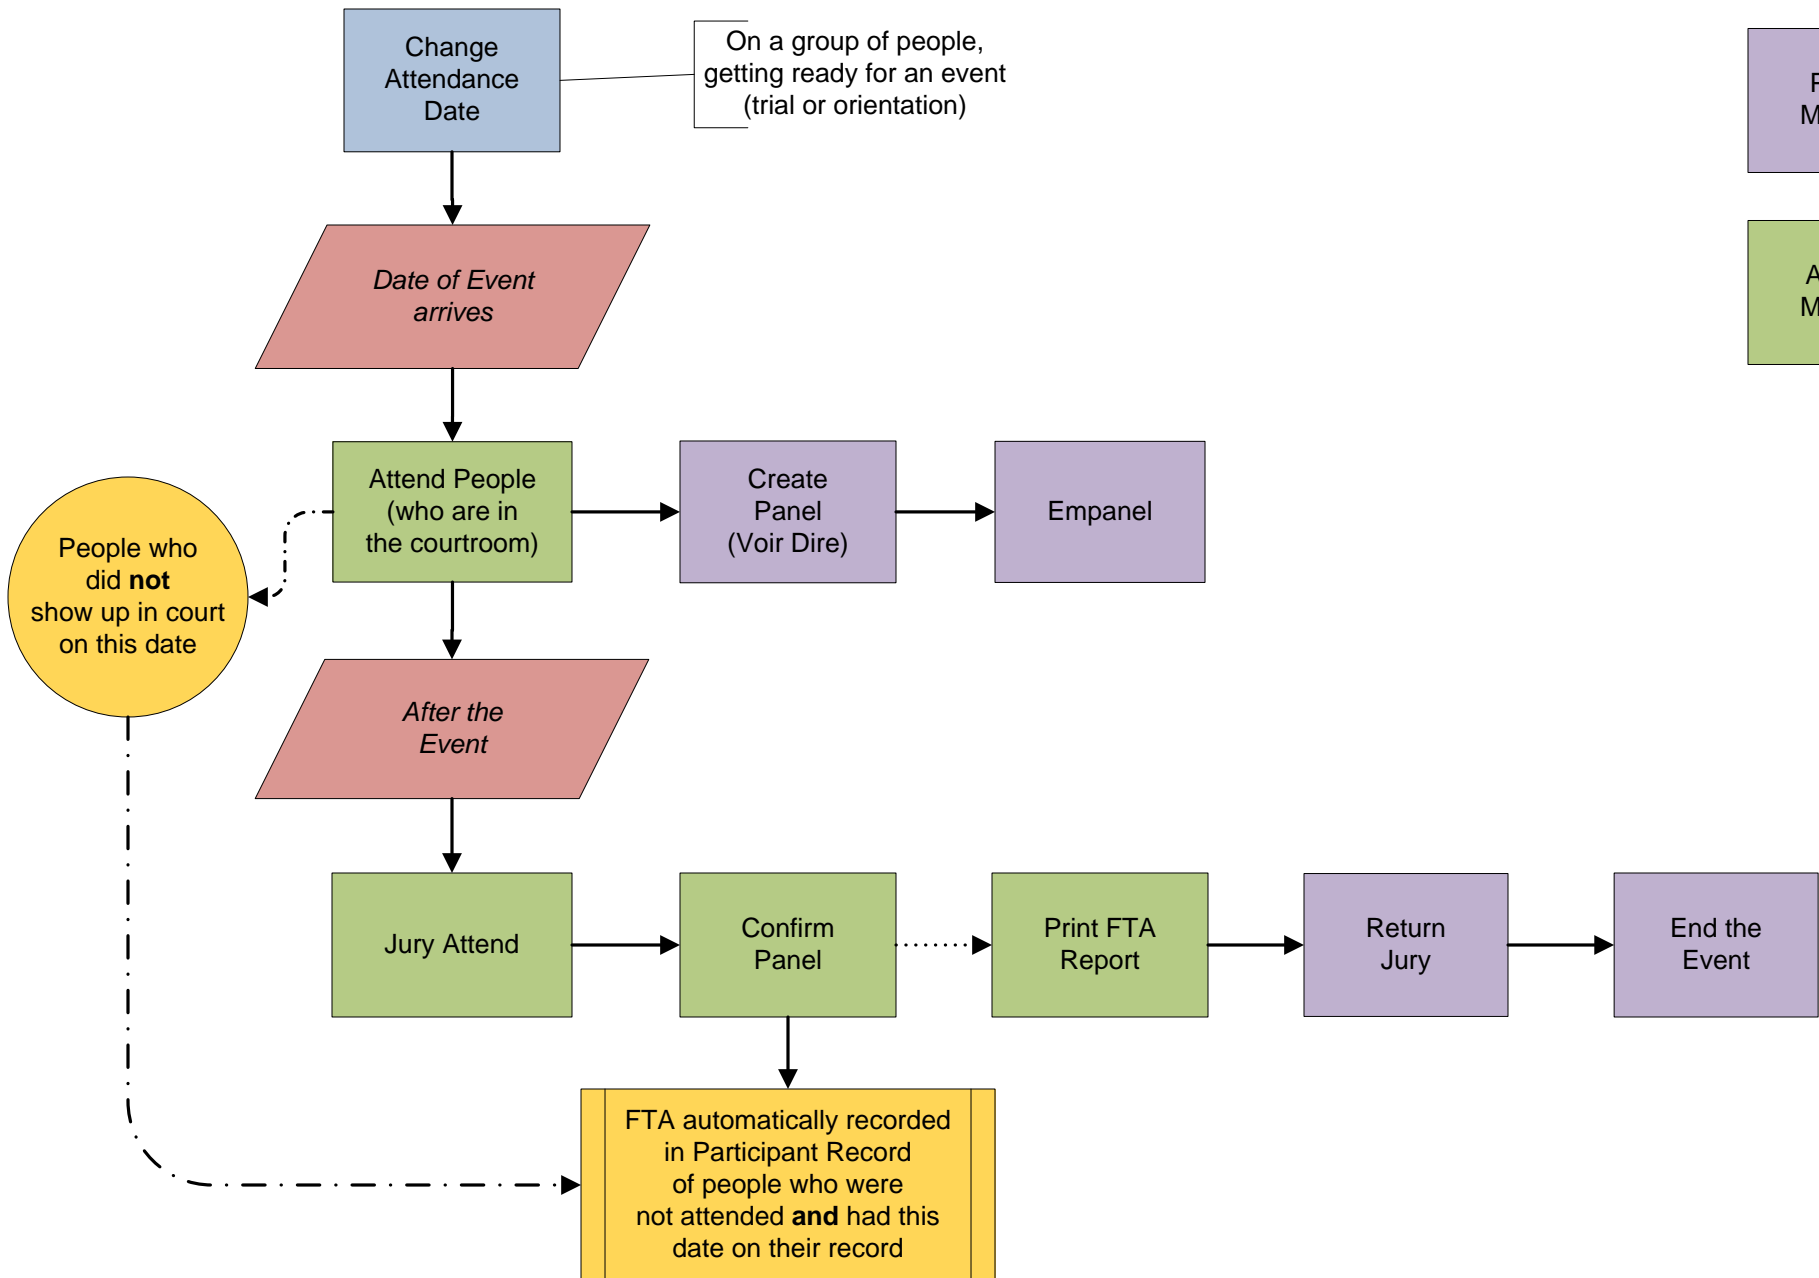 Change
Attendance
Date
On a group of people,
getting ready for an event
(trial or orientation)
Date of Event
arrives
Attend People
(who are in
the courtroom)
Create
Panel
(Voir Dire)
Empanel
People who
did not
show up in court
on this date
After the
Event
Jury Attend
Confirm
Panel
Print FTA
Report
Return
Jury
End the
Event
FTA automatically recorded
in Participant Record
of people who were
not attended and had this
date on their record